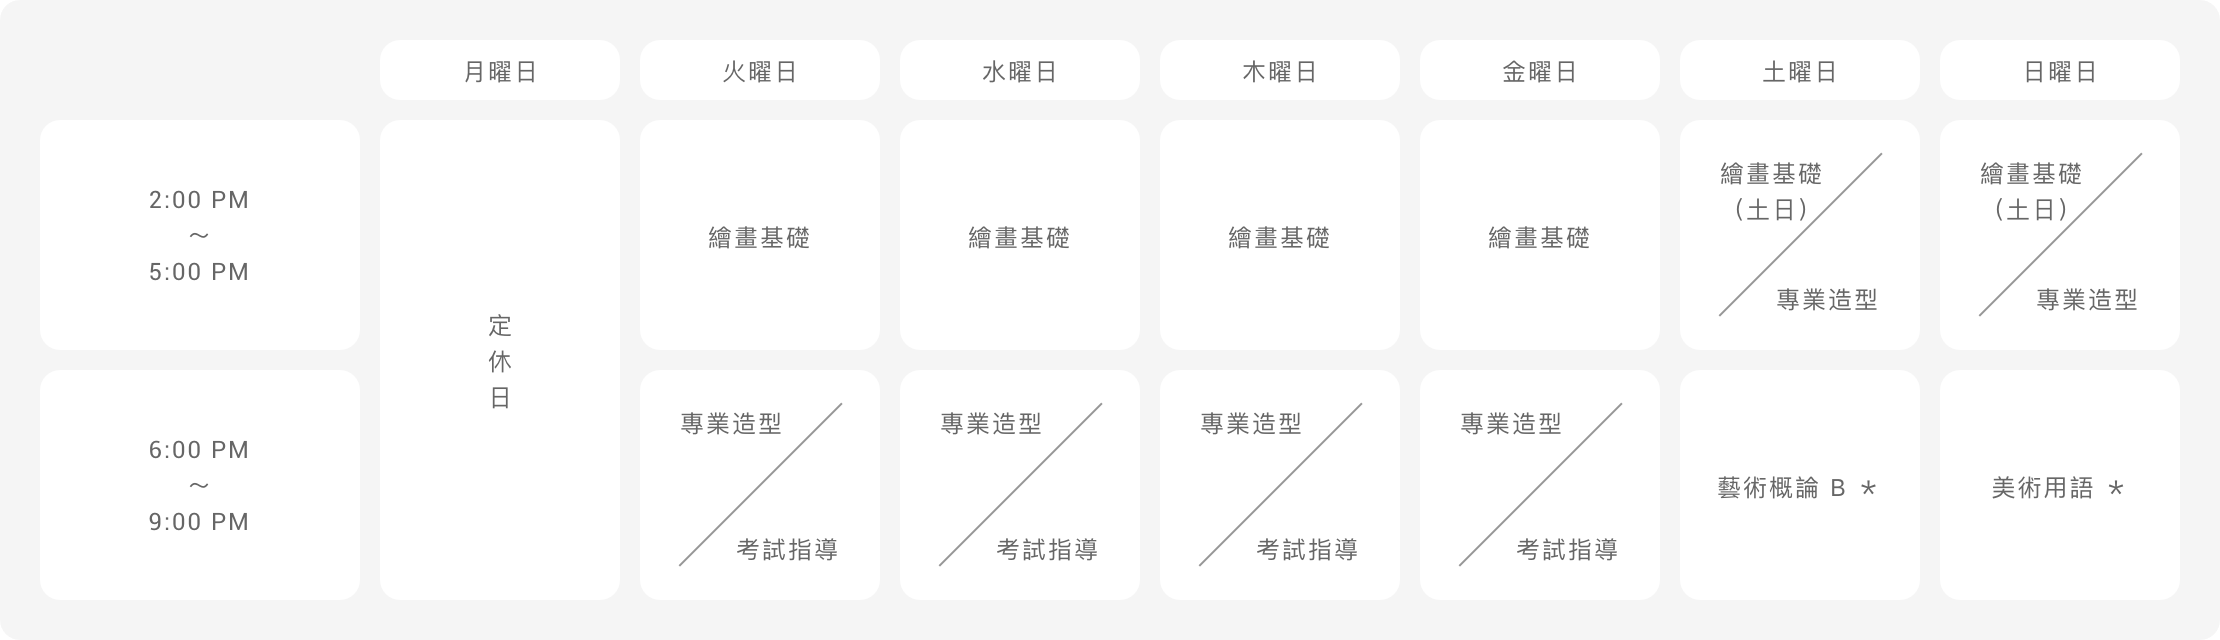 月曜日
火曜日
水曜日
木曜日
金曜日
土曜日
日曜日
2:00 PM
～
5:00 PM
定
休
日
繪畫基礎
繪畫基礎
繪畫基礎
繪畫基礎
繪畫基礎
(土日)
專業造型
繪畫基礎
(土日)
專業造型
6:00 PM
～
9:00 PM
專業造型
考試指導
專業造型
考試指導
專業造型
考試指導
專業造型
考試指導
藝術概論 B *
美術用語 *